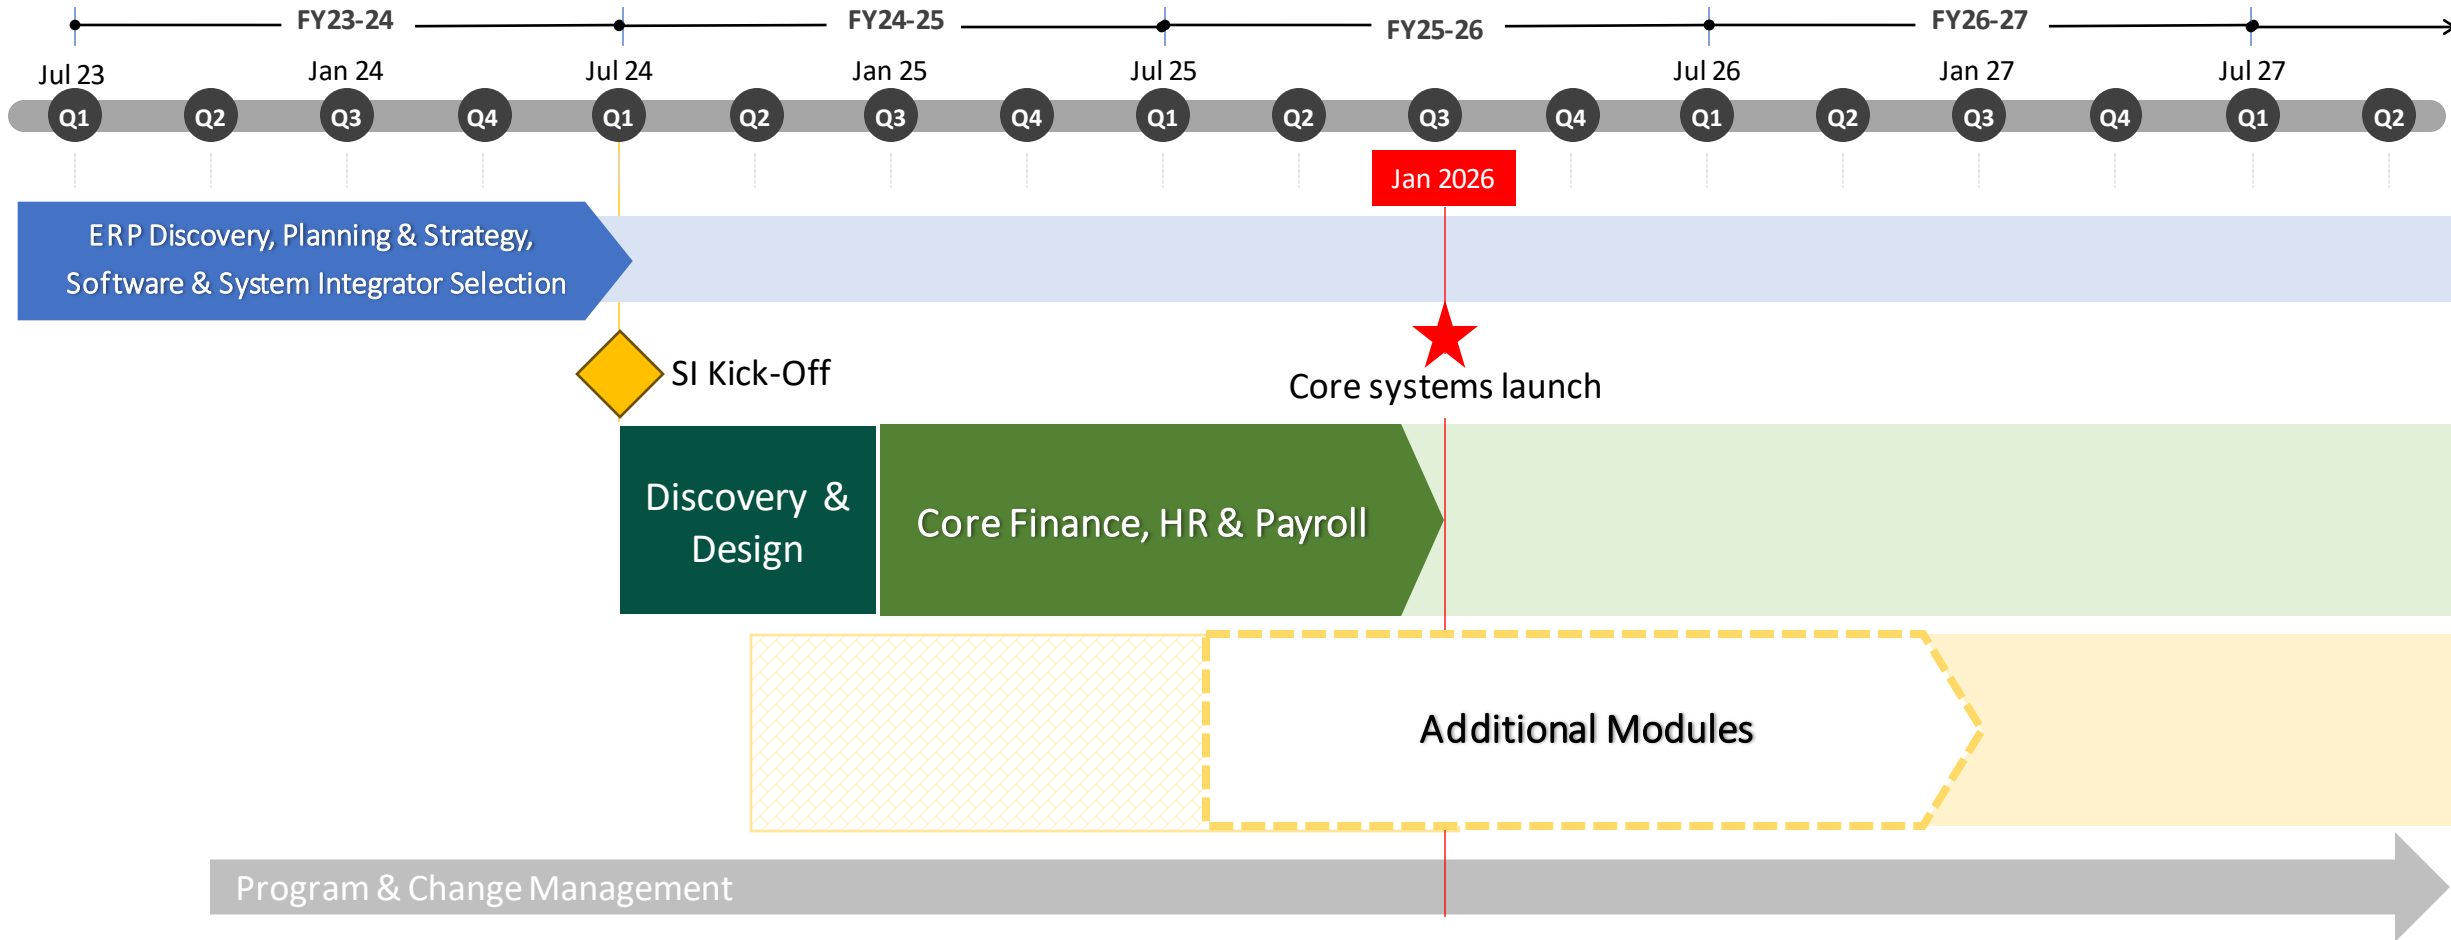 FY23-24 FY24-25 FY25-26 FY26-27
Jul 23 Jan 24 Jul 24 Jan 25 Jul 25 Jul 26 Jan 27 Jul 27
Q1 Q2 Q3 Q4 Q1 Q2 Q3 Q4 Q1 Q2 Q3 Q4 Q1 Q2 Q3 Q4 Q1 Q2
Jan 2026
ERP Discovery, Planning & Strategy,
Software & System Integrator Selection
SI Kick-Off
Core systems launch
Discovery &
Design
Core Finance, HR & Payroll
Additional Modules
Program & Change Management